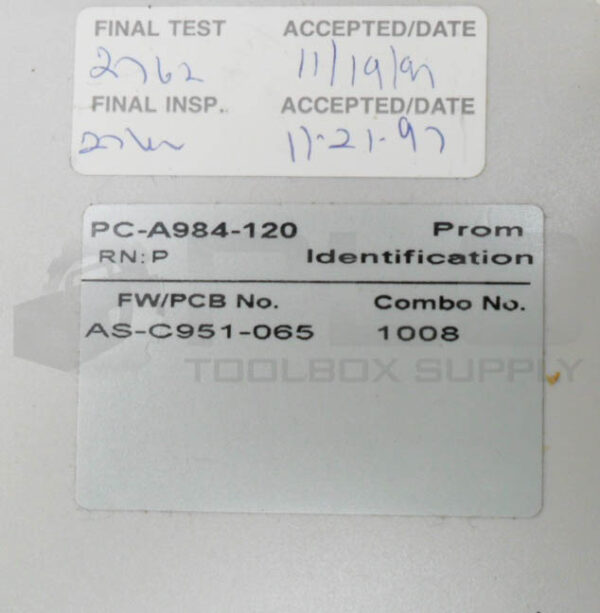 FINAL TEST ACCEPTED/DATE
2762 11/19/97
FINAL INSP. ACCEPTED/DATE
11-21-97
PC-A984-120 Prom
RN: P Identification
FW/PCB No. Combo No.
AS-C951-065 1008
TOOLBOX SUPPLY